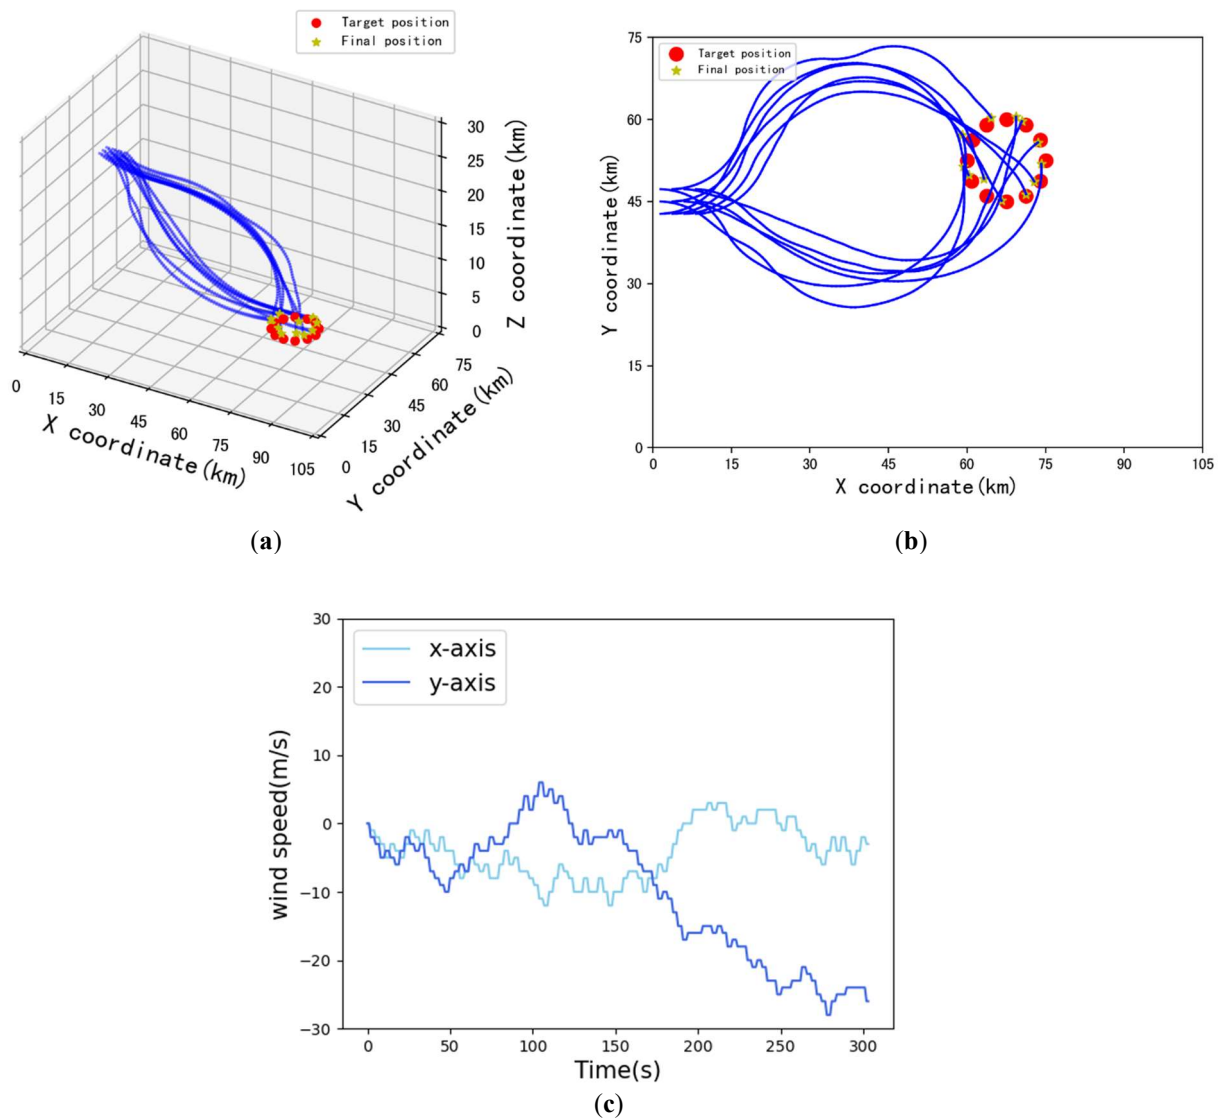 Target position
Final position
30
25
20
15
10
5
0
Z coordinate(km)
0
15
30
45
60
75
90
105
X coordinate(km)
0
15
30
45
60
75
Y coordinate(km)
(a)
Target position
Final position
75
60
45
30
15
0
Y coordinate(km)
0 15 30 45 60 75 90 105
X coordinate(km)
(b)
x-axis
y-axis
30
20
10
0
−10
−20
−30
wind speed(m/s)
0 50 100 150 200 250 300
Time(s)
(c)